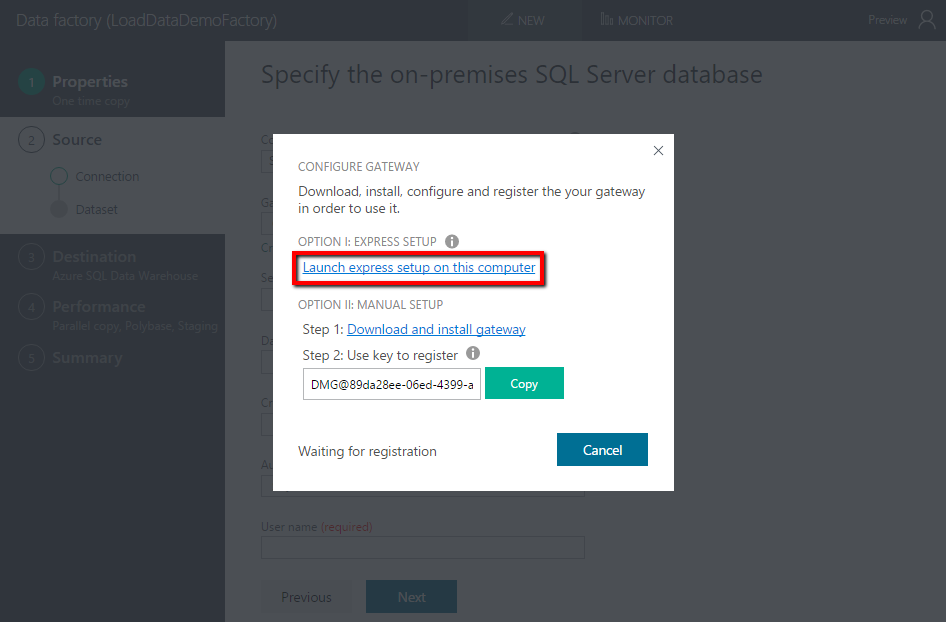 Data factory (LoadDataDemoFactory)
NEW
MONITOR
Preview
1 Properties
One time copy
2 Source
Connection
Dataset
3 Destination
Azure SQL Data Warehouse
4 Performance
Parallel copy, Polybase, Staging
5 Summary
Specify the on-premises SQL Server database
CONFIGURE GATEWAY
Download, install, configure and register the your gateway
in order to use it.
OPTION I: EXPRESS SETUP
Launch express setup on this computer
OPTION II: MANUAL SETUP
Step 1: Download and install gateway
Step 2: Use key to register
DMG@89da28ee-06ed-4399-a
Copy
Waiting for registration
Cancel
User name (required)
Previous
Next